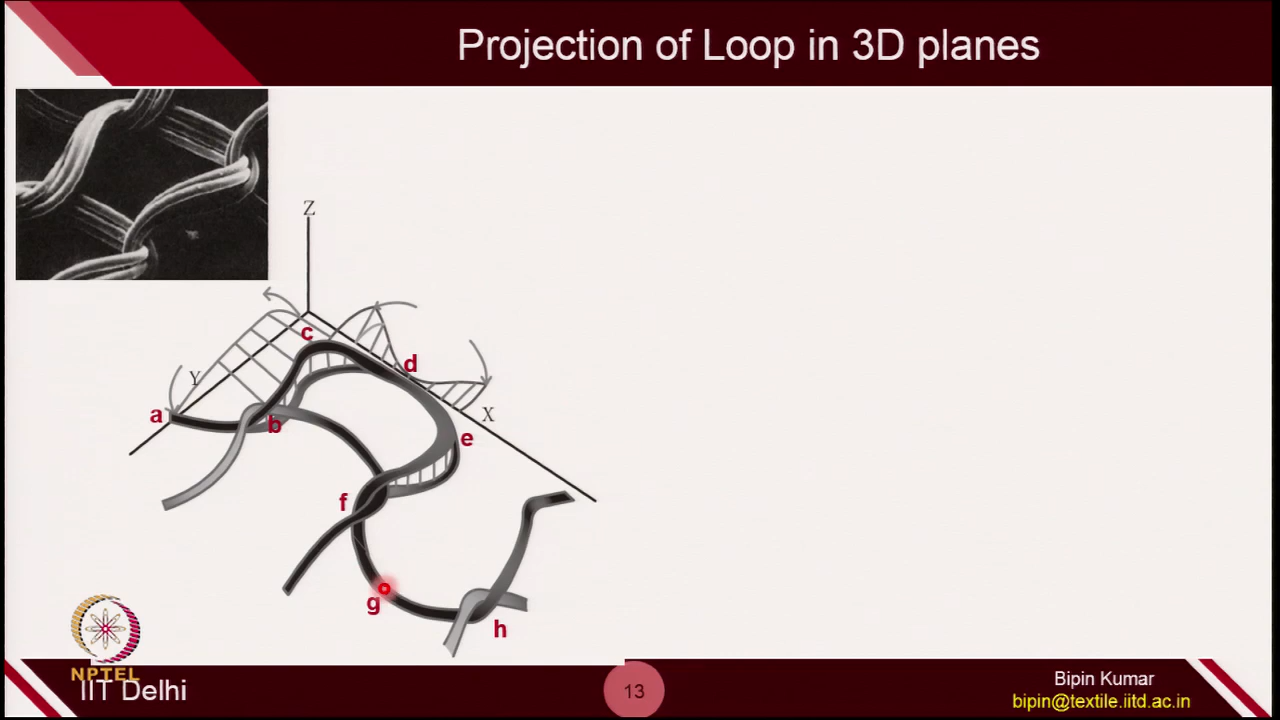 Projection of Loop in 3D planes
Z
c
d
Y
a
b
X
e
f
g
h
NPTEL
IIT Delhi
13
Bipin Kumar
bipin@textile.iitd.ac.in